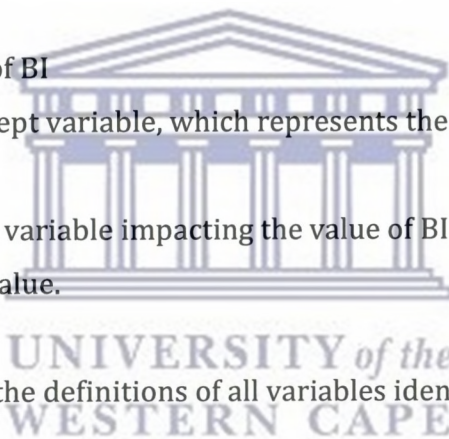 of BI
ept variable, which represents the
variable impacting the value of BI
alue.
UNIVERSITY of the
the definitions of all variables iden
WESTERN CAPE